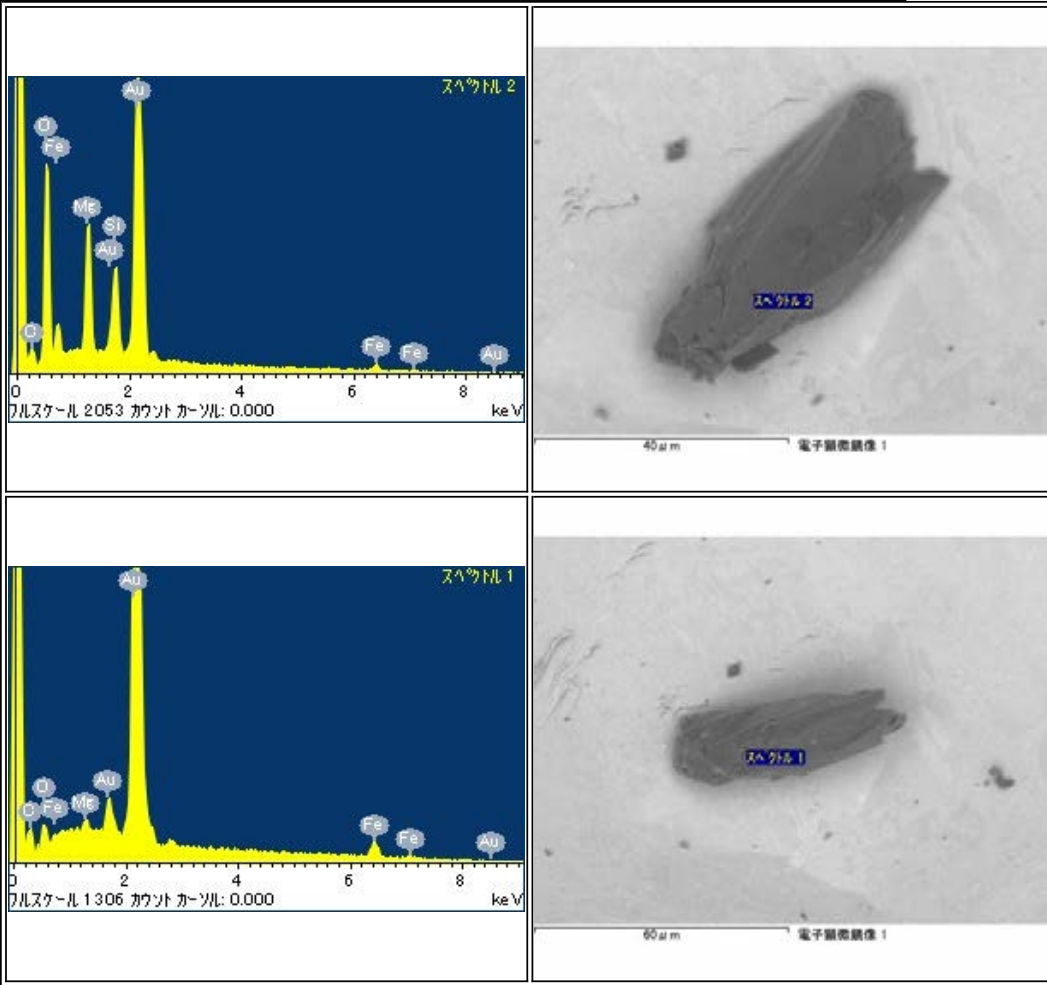 スペクトル 2
Au
O
Fe
Mg
Si
Au
C
Fe
Fe
Au
0 2 4 6 8
フルスケール 2053 カウント カーソル: 0.000 keV
スペクトル 2
40µm 電子顕微鏡像 1
スペクトル 1
Au
O
C
Fe
Mg
Au
Fe
Fe
Au
0 2 4 6 8
フルスケール 1306 カウント カーソル: 0.000 keV
スペクトル 1
60µm 電子顕微鏡像 1